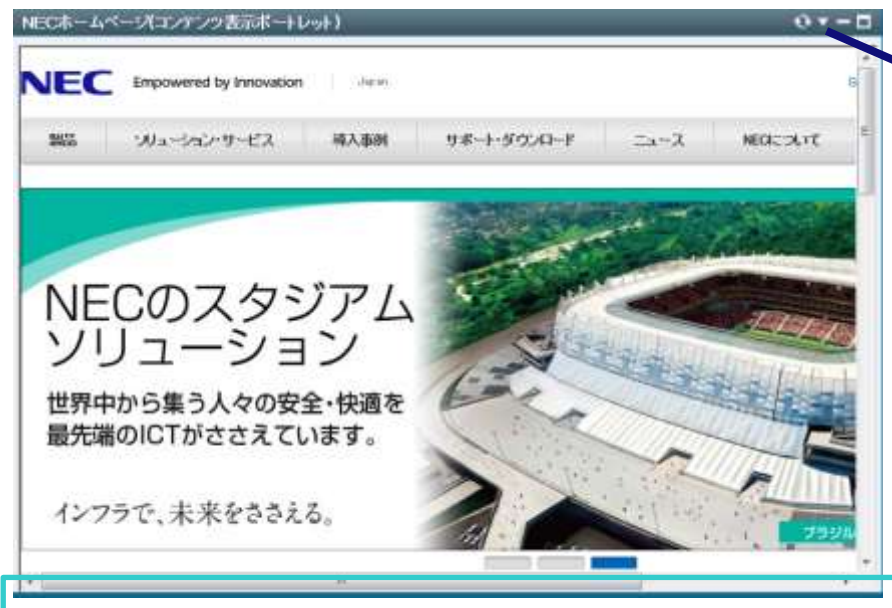 NECホームページ(コンテンツ表示ポートレット)
NEC Empowered by Innovation Japan
製品 ソリューション・サービス 導入事例 サポート・ダウンロード ニュース NECについて
NECのスタジアム
ソリューション
世界中から集う人々の安全・快適を
最先端のICTがささえています。
インフラで、未来をささえる。
ブラジル